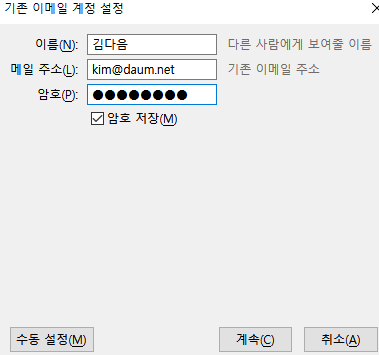 기존 이메일 계정 설정
이름(N): 김다음 다른 사람에게 보여줄 이름
메일 주소(L): kim@daum.net 기존 이메일 주소
암호(P): ●●●●●●●●
암호 저장(M)
수동 설정(M) 계속(C) 취소(A)